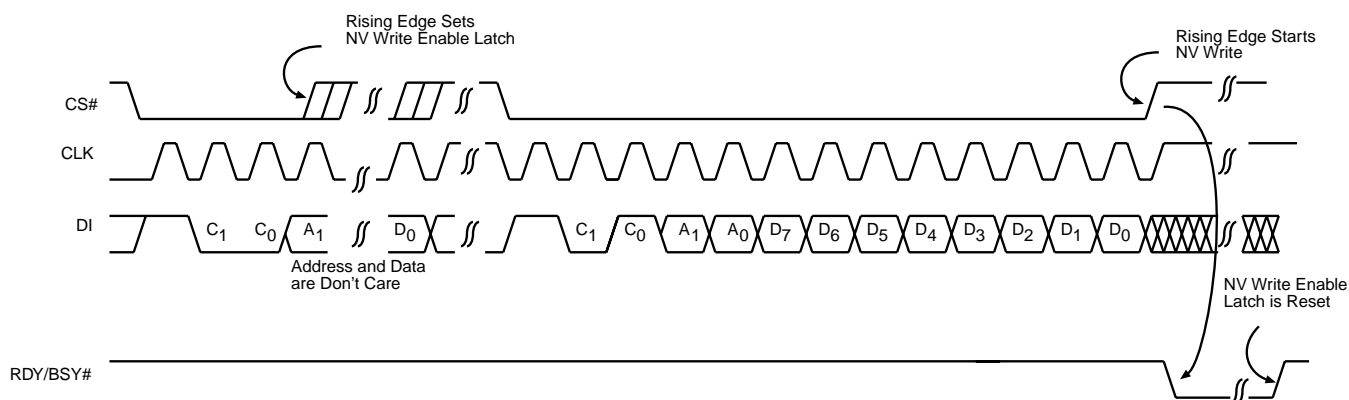 Rising Edge Sets
NV Write Enable Latch
Rising Edge Starts
NV Write
CS#
CLK
DI
C1 C0 A1 D0 C1 C0 A1 A0 D7 D6 D5 D4 D3 D2 D1 D0
Address and Data
are Don't Care
NV Write Enable
Latch is Reset
RDY/BSY#